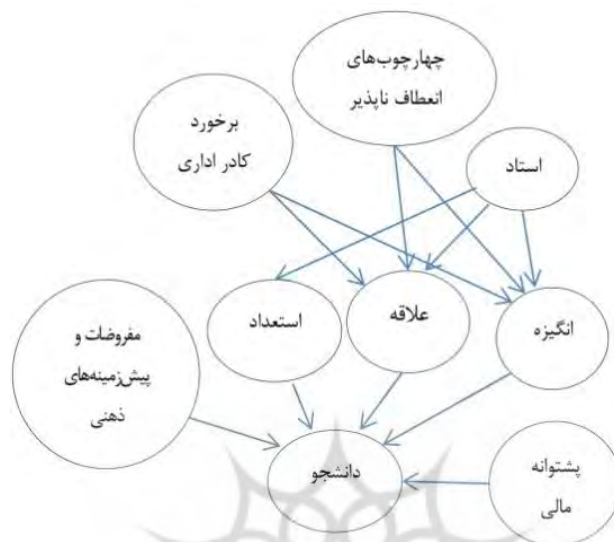 چهارچوب‌های
انعطاف ناپذیر
برخورد
کادر اداری
استاد
استعداد
علاقه
انگیزه
مفروضات و
پیش‌زمینه‌های
ذهنی
دانشجو
پشتوانه
مالی